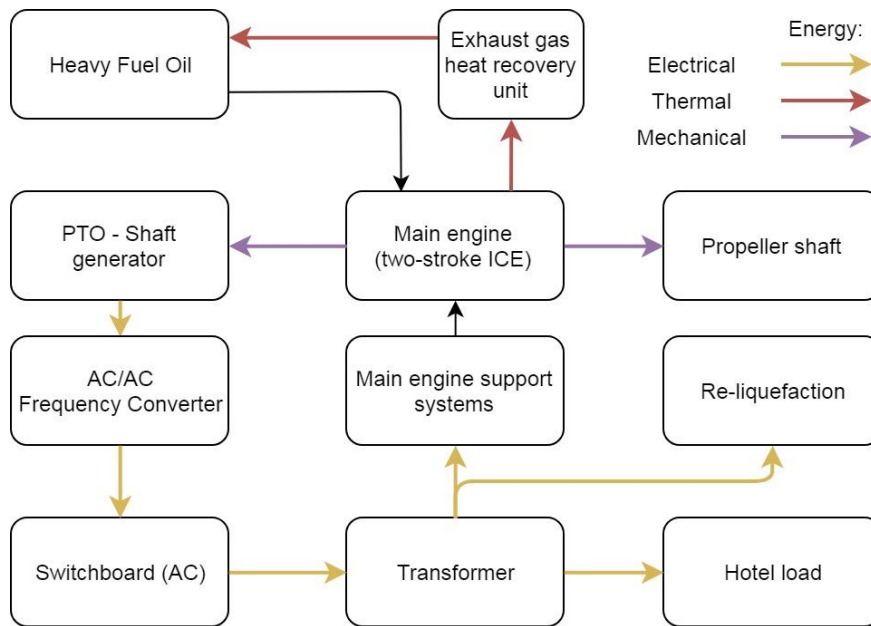 Heavy Fuel Oil
Exhaust gas
heat recovery
unit
Energy:
Electrical
Thermal
Mechanical
PTO - Shaft
generator
Main engine
(two-stroke ICE)
Propeller shaft
AC/AC
Frequency Converter
Main engine support
systems
Re-liquefaction
Switchboard (AC)
Transformer
Hotel load